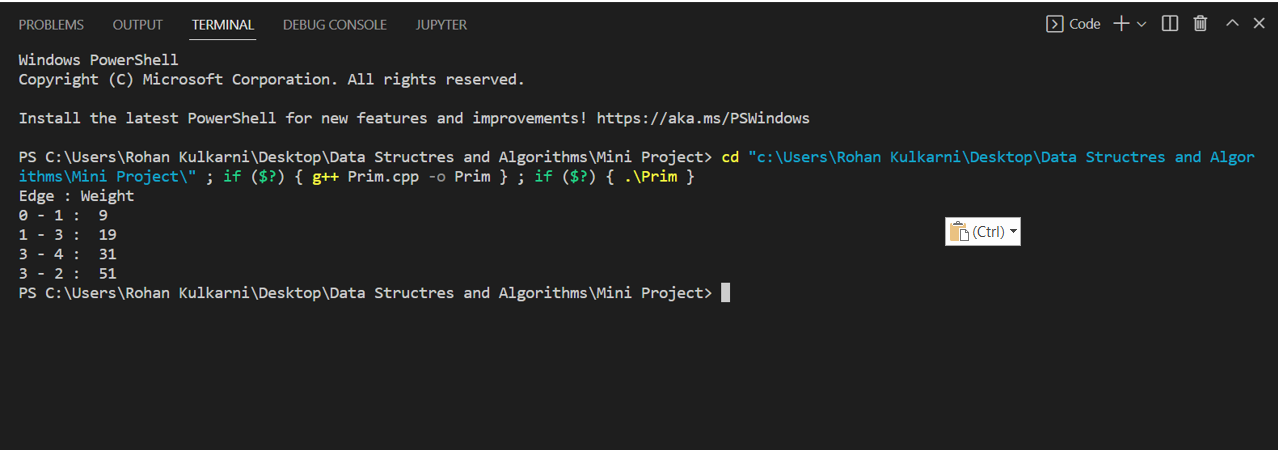 PROBLEMS OUTPUT TERMINAL DEBUG CONSOLE JUPYTER Code
Windows PowerShell
Copyright (C) Microsoft Corporation. All rights reserved.
Install the latest PowerShell for new features and improvements! https://aka.ms/PSWindows
PS C:\Users\Rohan Kulkarni\Desktop\Data Structres and Algorithms\Mini Project> cd "c:\Users\Rohan Kulkarni\Desktop\Data Structres and Algor
ithms\Mini Project\" ; if ($?) { g++ Prim.cpp -o Prim } ; if ($?) { .\Prim }
Edge : Weight
0 - 1 :  9
1 - 3 :  19
(Ctrl)
3 - 4 :  31
3 - 2 :  51
PS C:\Users\Rohan Kulkarni\Desktop\Data Structres and Algorithms\Mini Project>